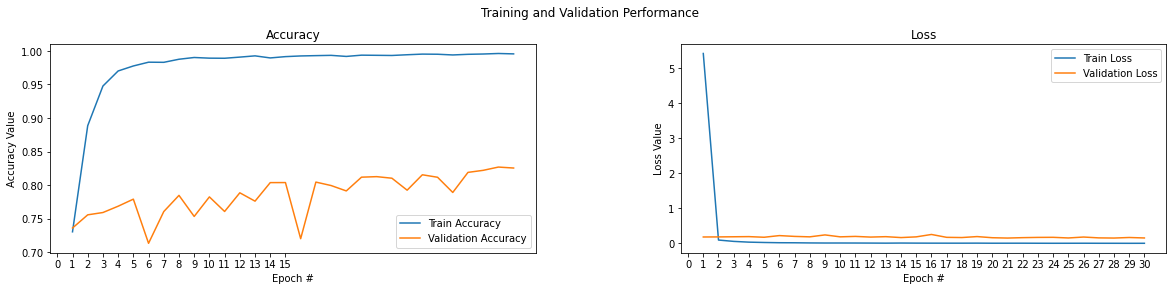 Training and Validation Performance
Accuracy
Accuracy Value
1.00
0.95
0.90
0.85
0.80
0.75
0.70
Train Accuracy
Validation Accuracy
0 1 2 3 4 5 6 7 8 9 10 11 12 13 14 15
Epoch #
Loss
Loss Value
5
4
3
2
1
0
Train Loss
Validation Loss
0 1 2 3 4 5 6 7 8 9 10 11 12 13 14 15 16 17 18 19 20 21 22 23 24 25 26 27 28 29 30
Epoch #